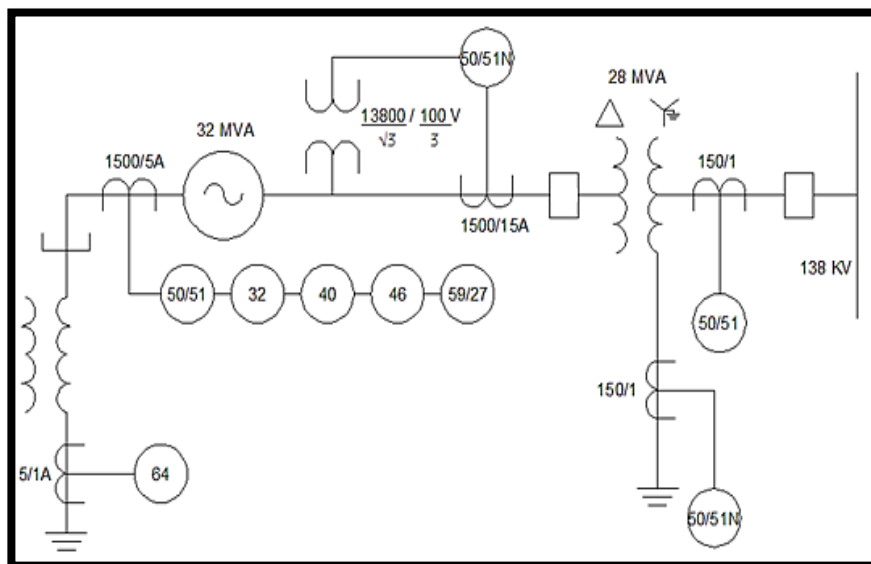 50/51N
28 MVA
13800 / 100 V
√3 3
32 MVA
1500/5A
150/1
1500/15A
138 KV
50/51
32
40
46
59/27
50/51
150/1
5/1A
64
50/51N